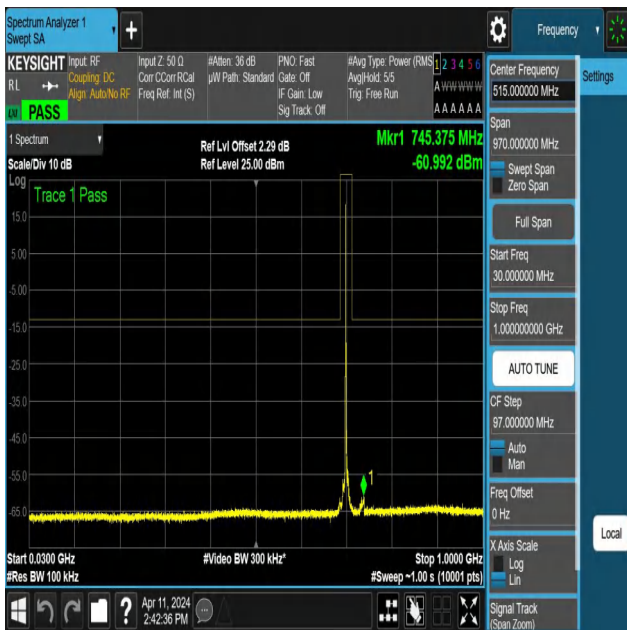 Spectrum Analyzer 1
Swept SA
+
Frequency
KEYSIGHT
RL
PASS
Input: RF
Coupling: DC
Align: Auto/No RF
Input Z: 50 Ω
Corr CCorr RCal
Freq Ref: Int (S)
#Atten: 36 dB
µW Path: Standard
PNO: Fast
Gate: Off
IF Gain: Low
Sig Track: Off
#Avg Type: Power (RMS
Avg|Hold: 5/5
Trig: Free Run
1 2 3 4 5 6
A W W W W W
A A A A A A
1 Spectrum
Scale/Div 10 dB
Ref Lvl Offset 2.29 dB
Ref Level 25.00 dBm
Mkr1 745.375 MHz
-60.992 dBm
Log
Trace 1 Pass
15.0
5.00
-5.00
-15.0
-25.0
-35.0
-45.0
-55.0
-65.0
1
Start 0.0300 GHz
#Res BW 100 kHz
#Video BW 300 kHz*
Stop 1.0000 GHz
#Sweep ~1.00 s (10001 pts)
?
Apr 11, 2024
2:42:36 PM
Center Frequency
515.000000 MHz
Settings
Span
970.000000 MHz
Swept Span
Zero Span
Full Span
Start Freq
30.000000 MHz
Stop Freq
1.000000000 GHz
AUTO TUNE
CF Step
97.000000 MHz
Auto
Man
Freq Offset
0 Hz
Local
X Axis Scale
Log
Lin
Signal Track
(Span Zoom)